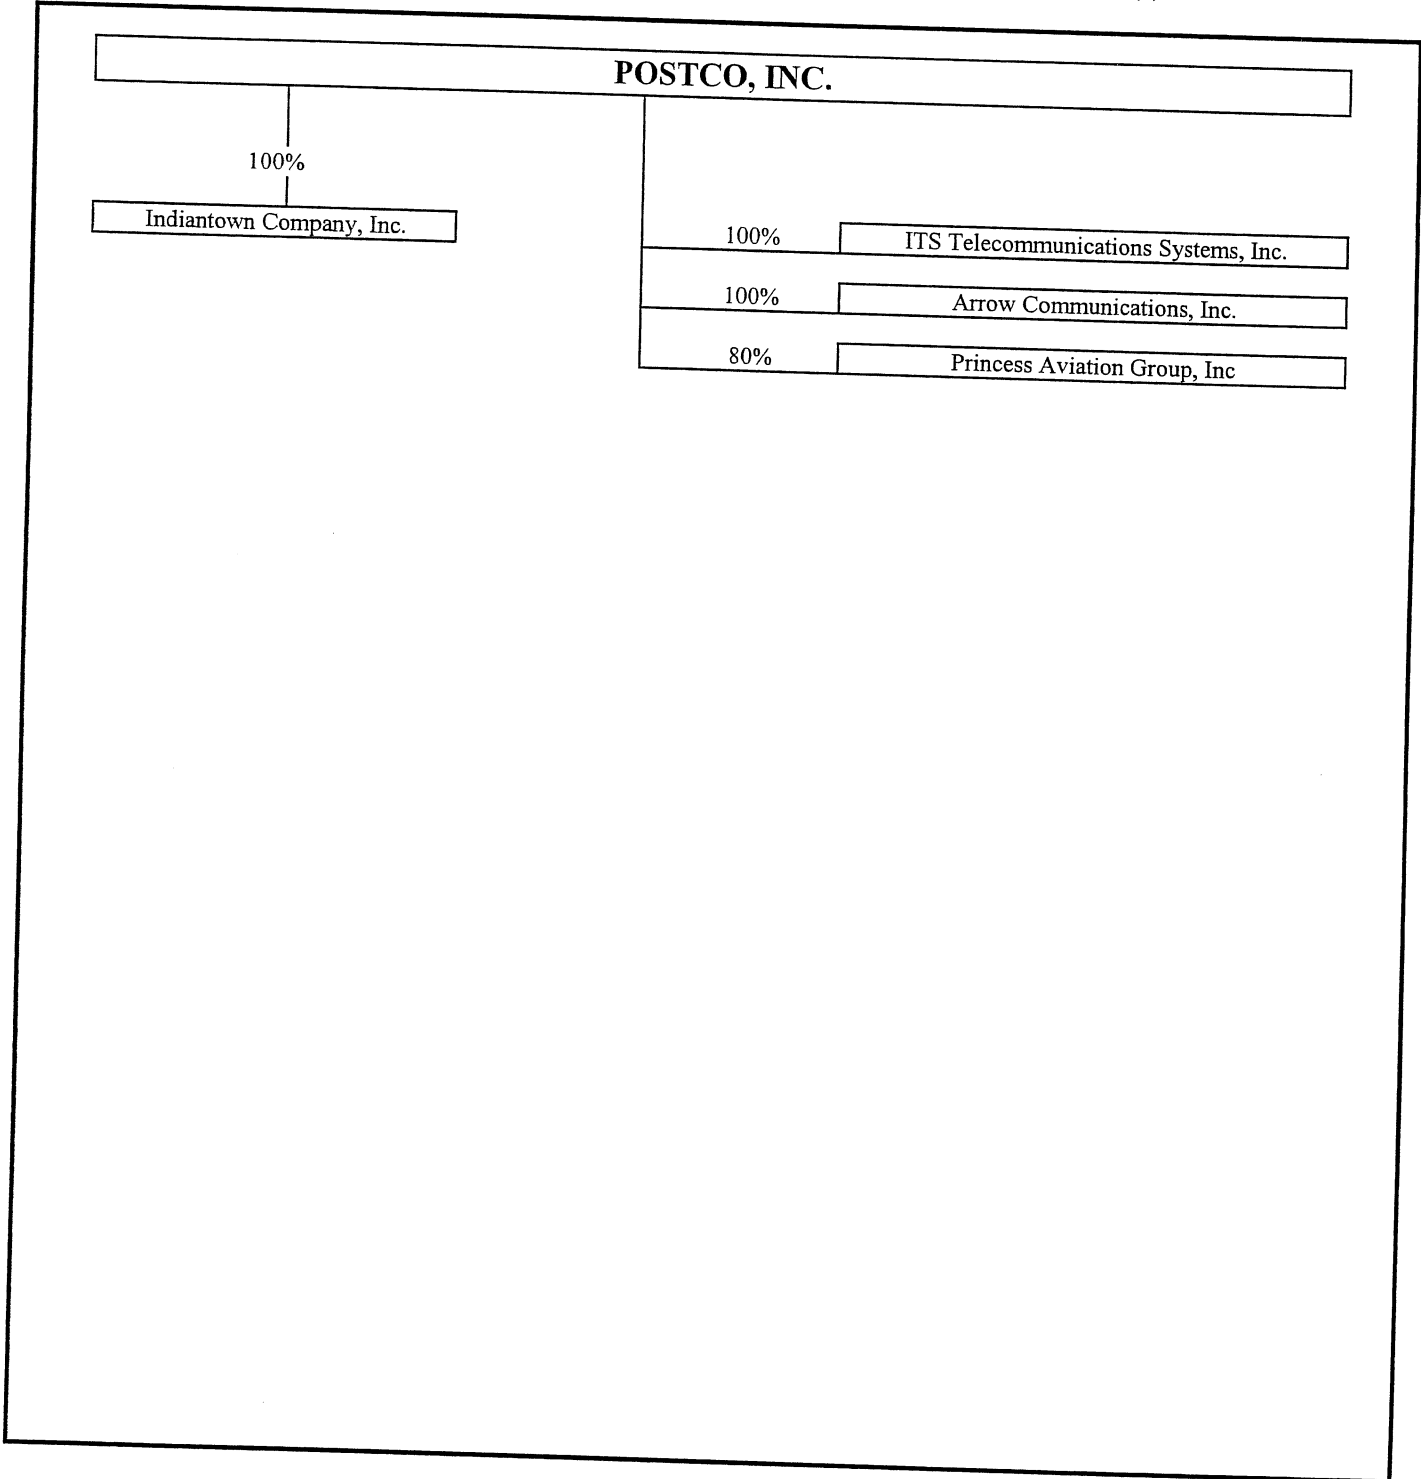 POSTCO, INC.
100%
Indiantown Company, Inc.
100%
ITS Telecommunications Systems, Inc.
100%
Arrow Communications, Inc.
80%
Princess Aviation Group, Inc